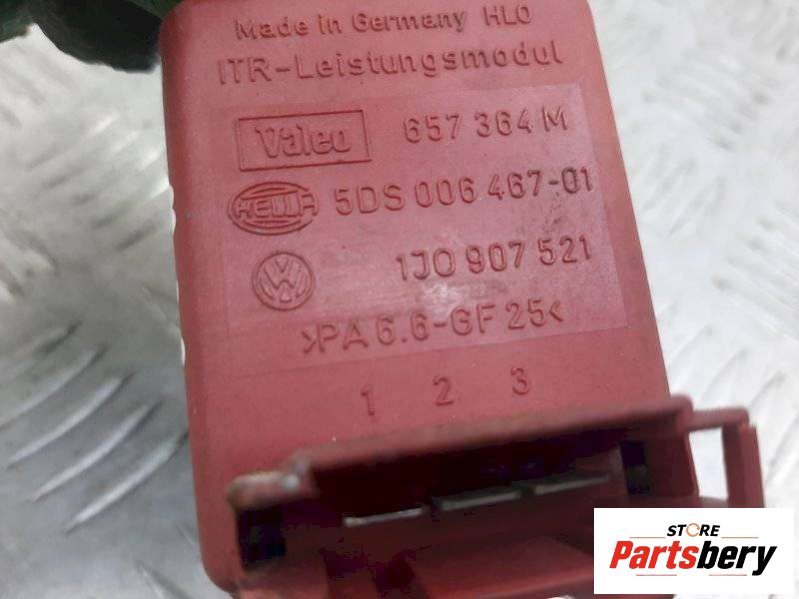 Made in Germany HLO
ITR-Leistungsmodul
Valeo 657 364 M
HELLA 5DS 006 467-01
VW 1J0 907 521
>PA 6.6-GF 25<
1 2 3
STORE
Partsbery